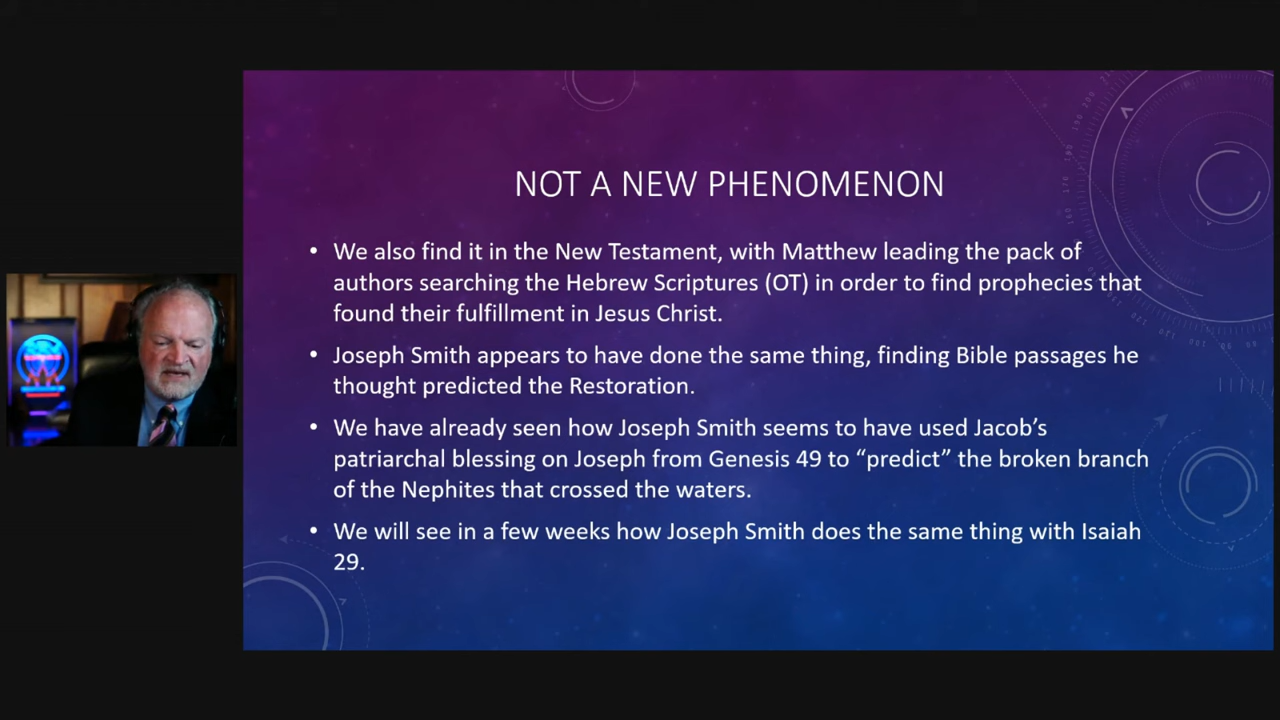 NOT A NEW PHENOMENON
• We also find it in the New Testament, with Matthew leading the pack of
authors searching the Hebrew Scriptures (OT) in order to find prophecies that
found their fulfillment in Jesus Christ.
• Joseph Smith appears to have done the same thing, finding Bible passages he
thought predicted the Restoration.
• We have already seen how Joseph Smith seems to have used Jacob’s
patriarchal blessing on Joseph from Genesis 49 to “predict” the broken branch
of the Nephites that crossed the waters.
• We will see in a few weeks how Joseph Smith does the same thing with Isaiah
29.